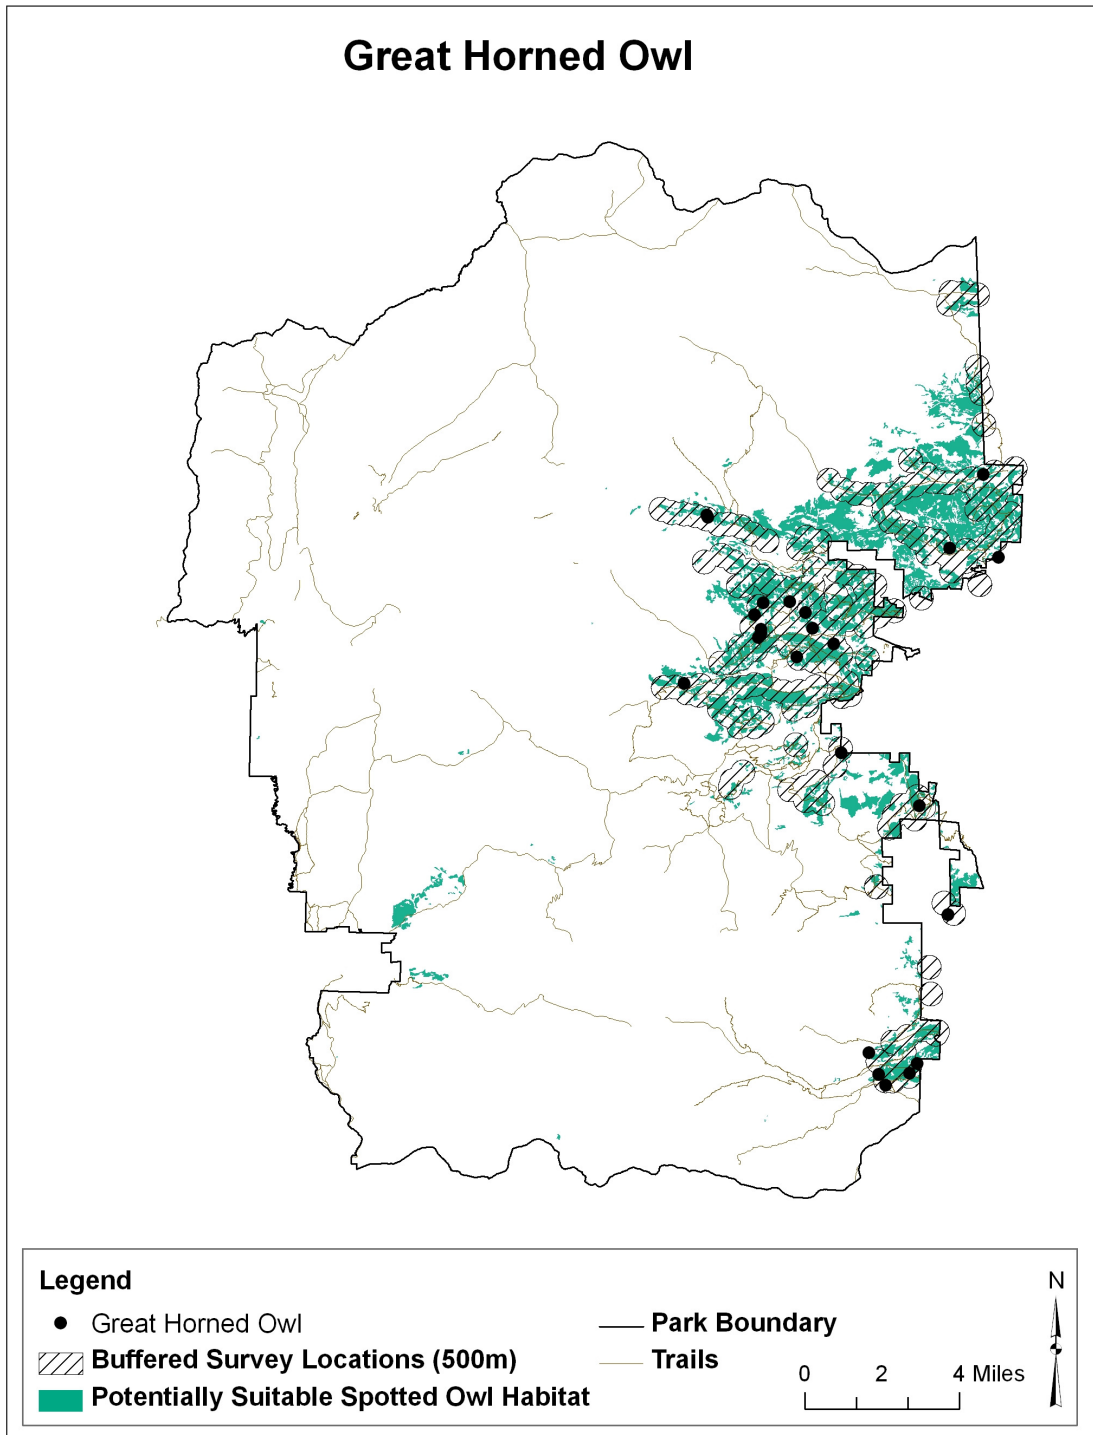 Great Horned Owl
Legend
Great Horned Owl
Buffered Survey Locations (500m)
Potentially Suitable Spotted Owl Habitat
Park Boundary
Trails
0 2 4 Miles
N